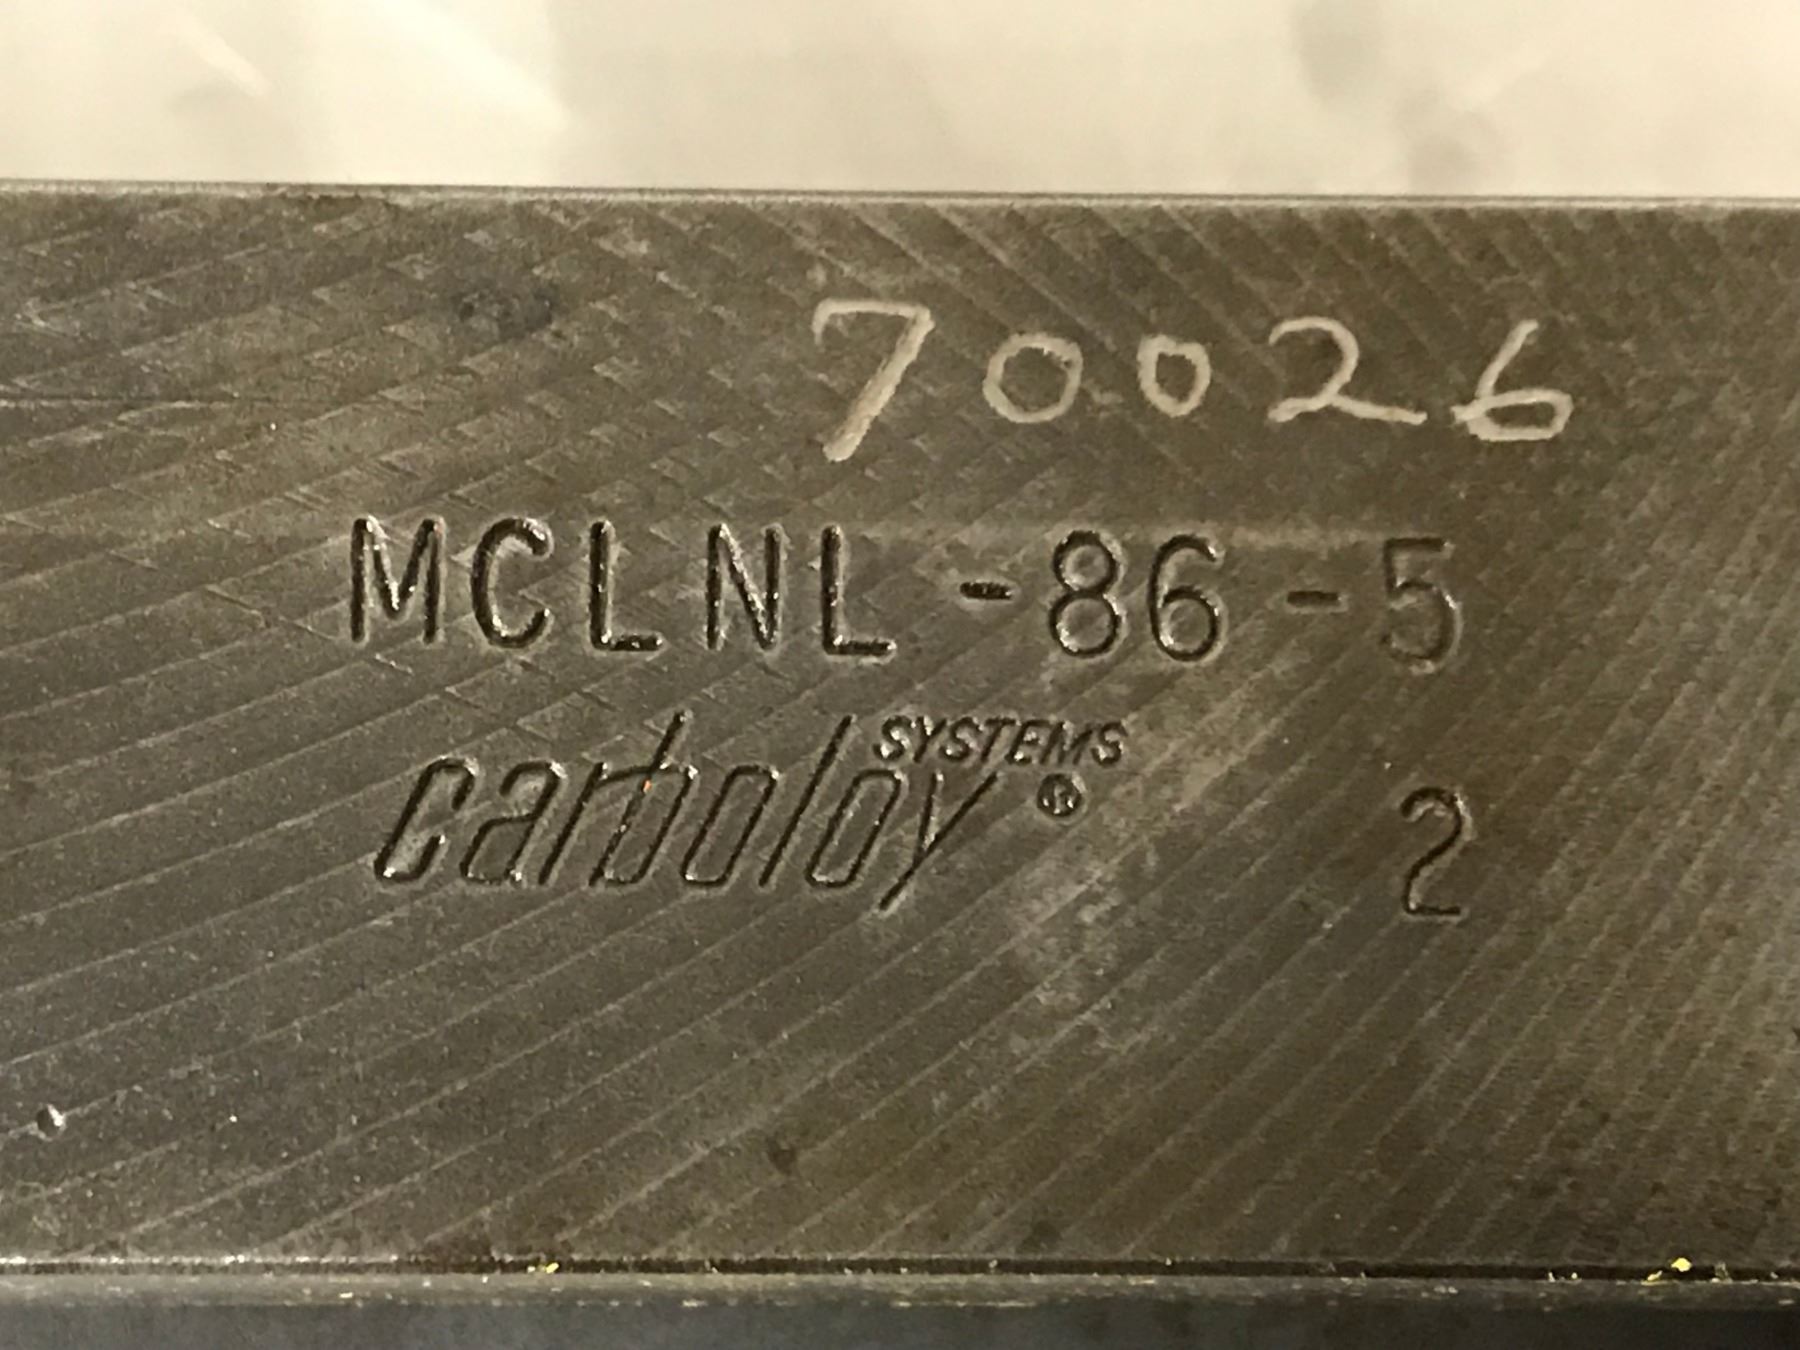 70026
MCLNL-86-5
carboloy SYSTEMS ® 2